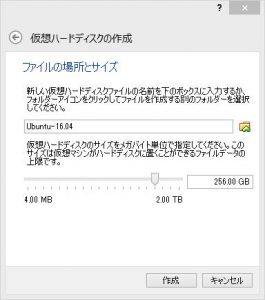 ?
仮想ハードディスクの作成
ファイルの場所とサイズ
新しい仮想ハードディスクファイルの名前を下のボックスに入力するか、
フォルダーアイコンをクリックしてファイルを作成する別のフォルダーを選択
してください。
Ubuntu-16.04
仮想ハードディスクのサイズをメガバイト単位で指定してください。この
サイズは仮想マシンがハードディスクに置くことができるファイルデータの
上限です。
256.00 GB
4.00 MB
2.00 TB
作成
キャンセル